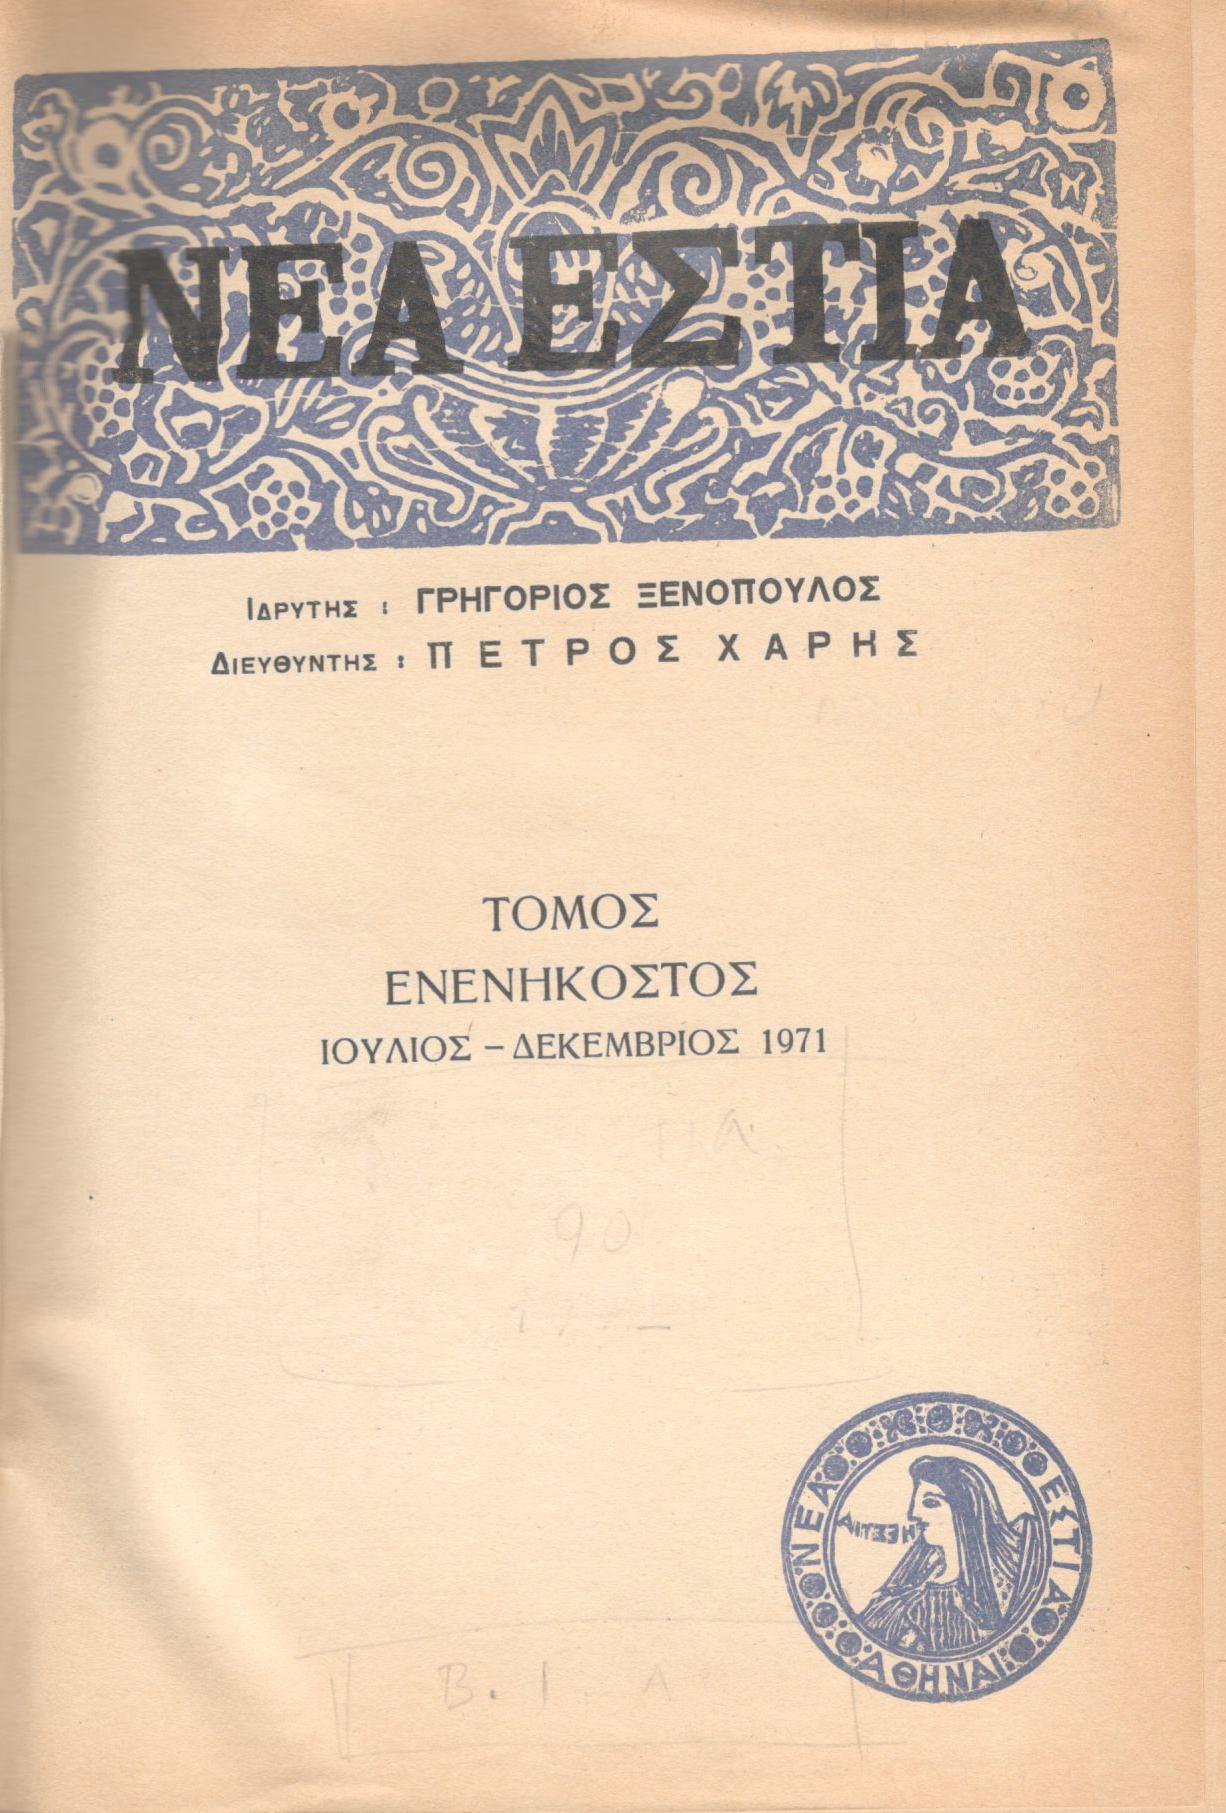 ΝΕΑ ΕΣΤΙΑ
ΙΔΡΥΤΗΣ : ΓΡΗΓΟΡΙΟΣ ΞΕΝΟΠΟΥΛΟΣ
ΔΙΕΥΘΥΝΤΗΣ : ΠΕΤΡΟΣ ΧΑΡΗΣ
ΤΟΜΟΣ
ΕΝΕΝΗΚΟΣΤΟΣ
ΙΟΥΛΙΟΣ – ΔΕΚΕΜΒΡΙΟΣ 1971
90
ΝΕΑ ΕΣΤΙΑ
ΑΘΗΝΑΙ
Β. Ι. Λ